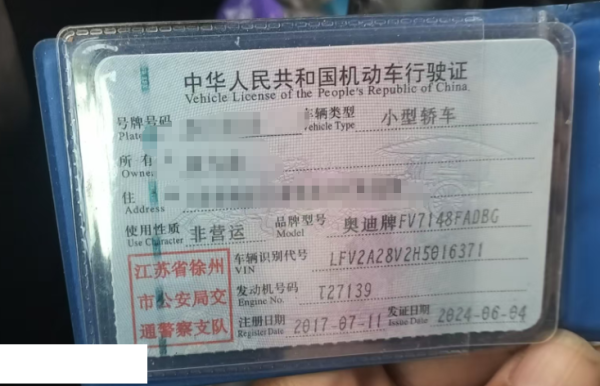 中华人民共和国机动车行驶证
Vehicle License of the People's Republic of China
号牌号码 车辆类型 小型轿车
Plate Vehicle Type
所有
Owner
住
Address
使用性质 非营运 品牌型号 奥迪牌FV7148FADBG
Use Character Model
江苏省徐州 车辆识别代号 LFV2A28V2H5016371
VIN
市公安局交 发动机号码 T27139
Engine No.
通警察支队 注册日期 2017-07-11 发证日期 2024-06-04
Register Date Issue Date